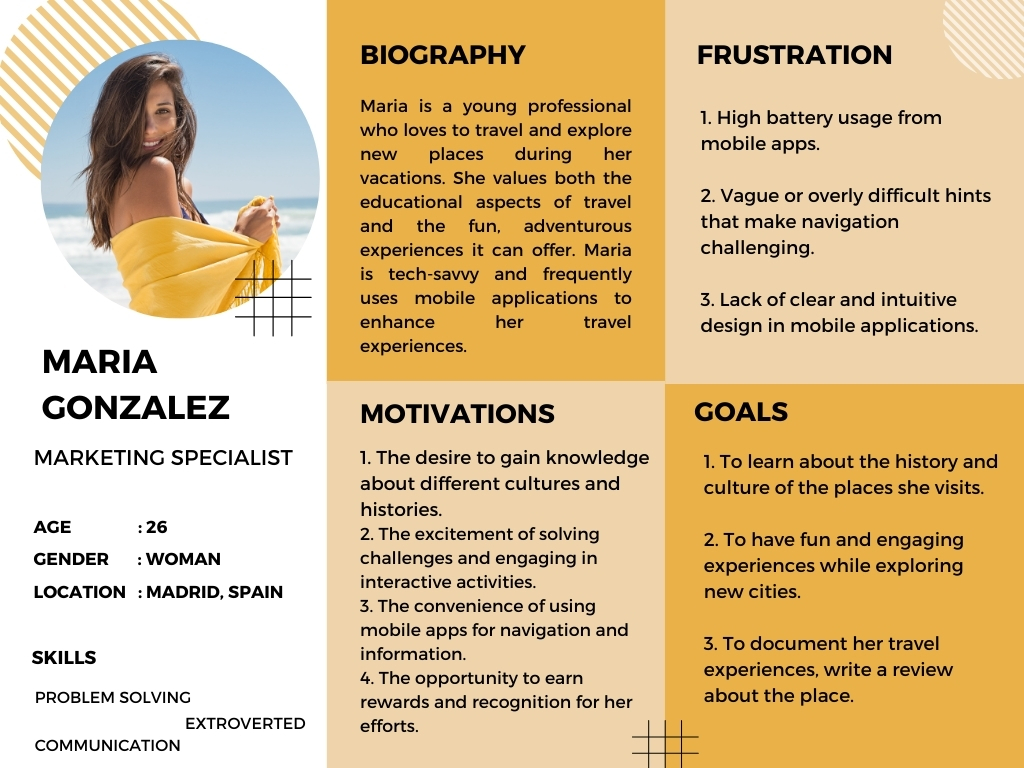 MARIA
GONZALEZ
MARKETING SPECIALIST
AGE : 26
GENDER : WOMAN
LOCATION : MADRID, SPAIN
SKILLS
PROBLEM SOLVING
EXTROVERTED
COMMUNICATION
BIOGRAPHY
Maria is a young professional
who loves to travel and explore
new places during her
vacations. She values both the
educational aspects of travel
and the fun, adventurous
experiences it can offer. Maria
is tech-savvy and frequently
uses mobile applications to
enhance her travel
experiences.
FRUSTRATION
1. High battery usage from
mobile apps.
2. Vague or overly difficult hints
that make navigation
challenging.
3. Lack of clear and intuitive
design in mobile applications.
MOTIVATIONS
1. The desire to gain knowledge
about different cultures and
histories.
2. The excitement of solving
challenges and engaging in
interactive activities.
3. The convenience of using
mobile apps for navigation and
information.
4. The opportunity to earn
rewards and recognition for her
efforts.
GOALS
1. To learn about the history and
culture of the places she visits.
2. To have fun and engaging
experiences while exploring
new cities.
3. To document her travel
experiences, write a review
about the place.